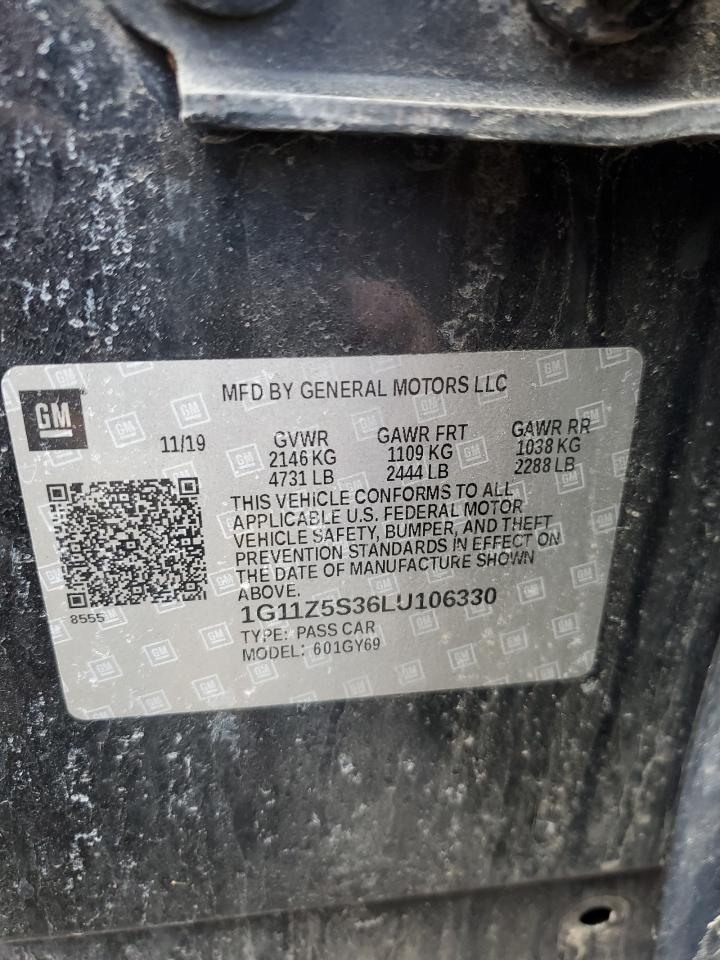 MFD BY GENERAL MOTORS LLC
GM
11/19
GVWR GAWR FRT GAWR RR
2146 KG 1109 KG 1038 KG
4731 LB 2444 LB 2288 LB
THIS VEHICLE CONFORMS TO ALL
APPLICABLE U.S. FEDERAL MOTOR
VEHICLE SAFETY, BUMPER, AND THEFT
PREVENTION STANDARDS IN EFFECT ON
THE DATE OF MANUFACTURE SHOWN
ABOVE.
8555
1G11Z5S36LU106330
TYPE: PASS CAR
MODEL: 601GY69